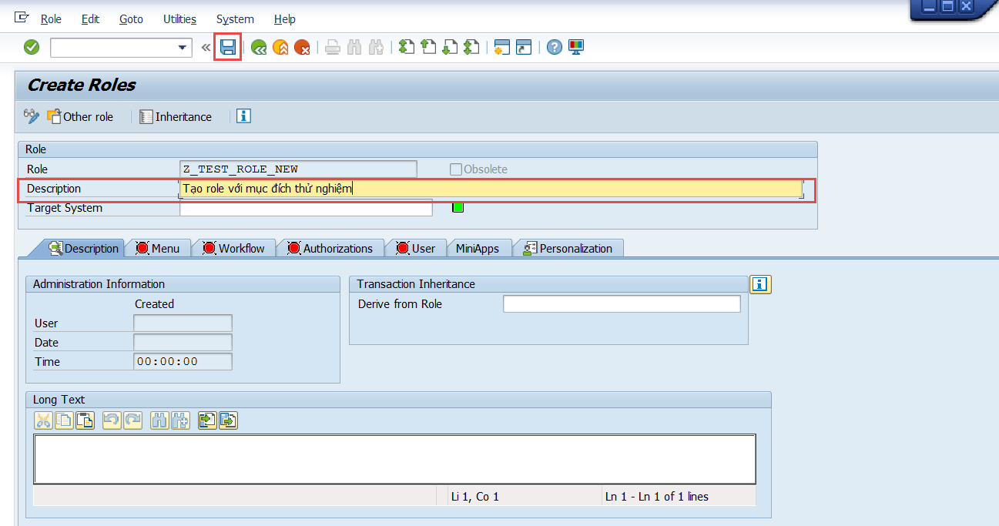 Role Edit Goto Utilities System Help
Create Roles
Other role Inheritance
Role
Role Z_TEST_ROLE_NEW Obsolete
Description Tạo role với mục đích thử nghiệm
Target System
Description Menu Workflow Authorizations User MiniApps Personalization
Administration Information
Created
User
Date
Time 00:00:00
Transaction Inheritance
Derive from Role
Long Text
Li 1, Co 1 Ln 1 - Ln 1 of 1 lines